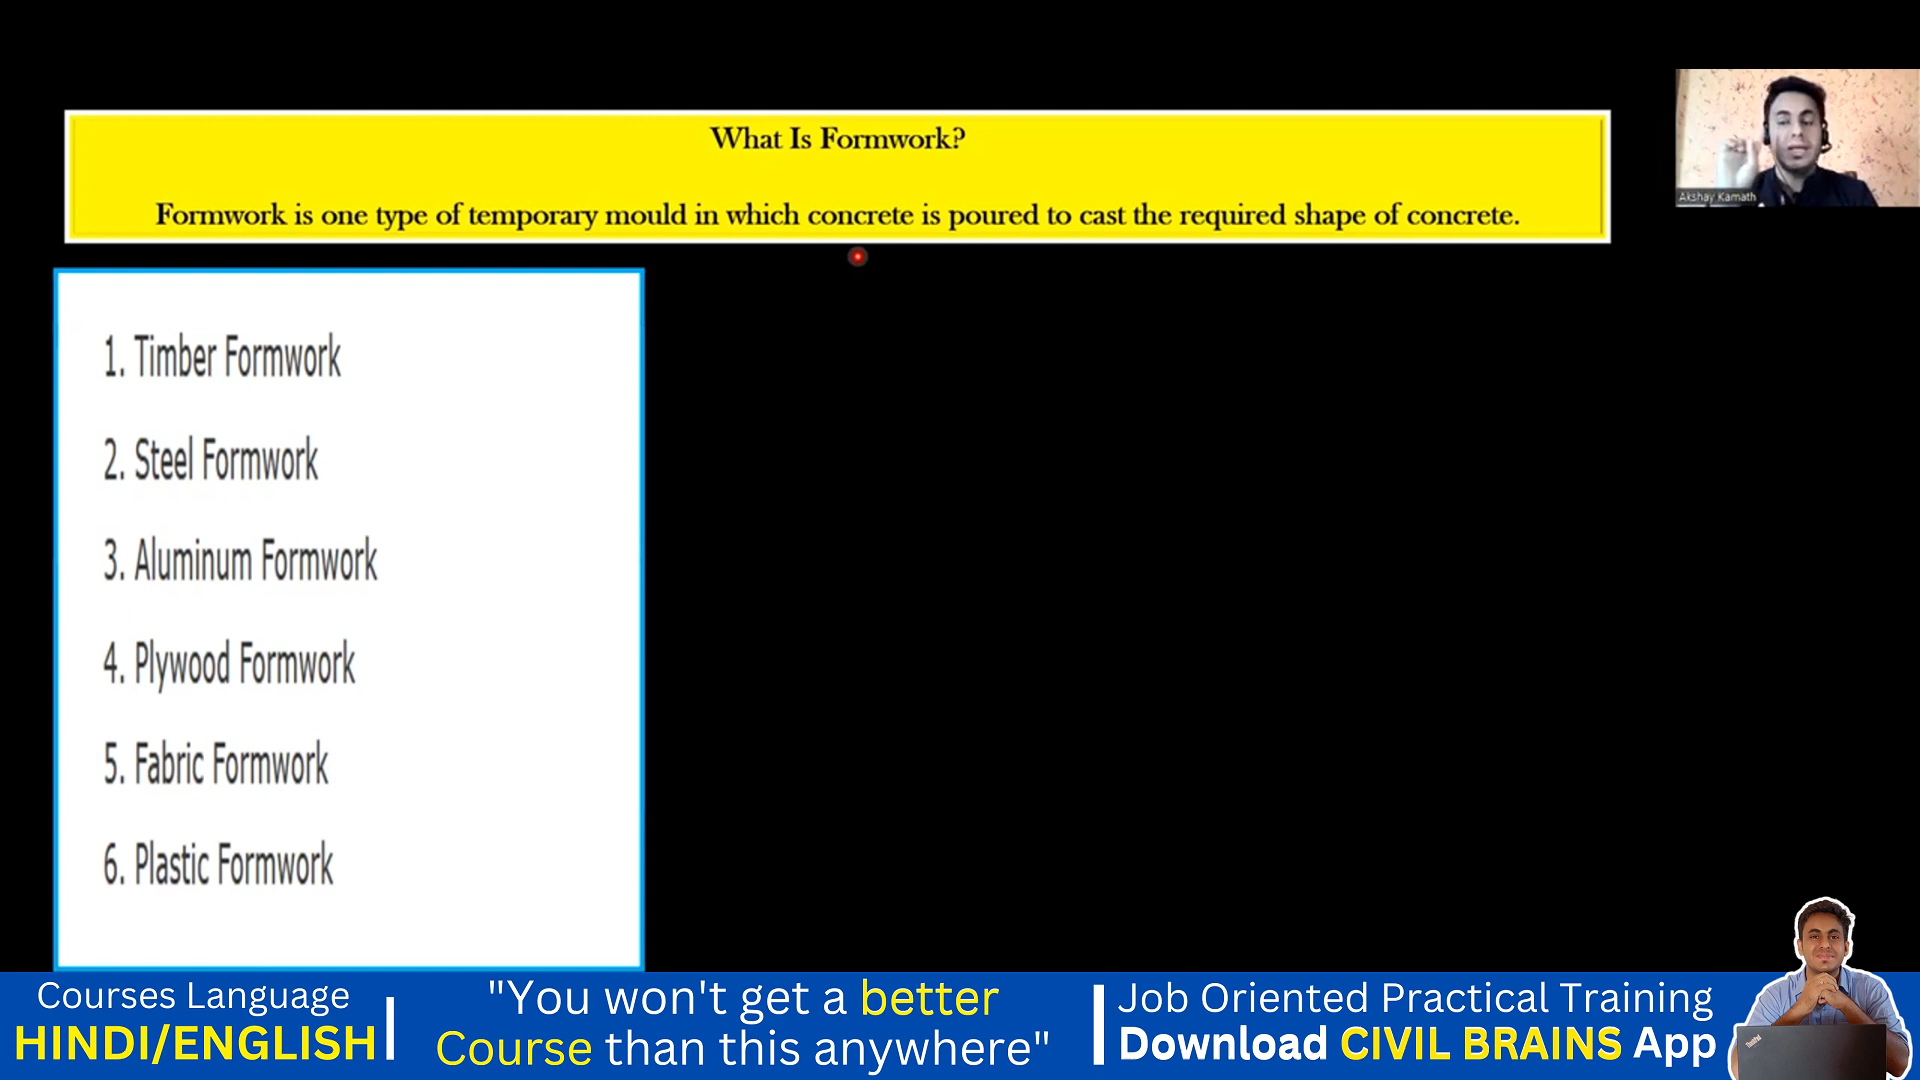 What Is Formwork?
Formwork is one type of temporary mould in which concrete is poured to cast the required shape of concrete.
Akshay Kamath
1. Timber Formwork
2. Steel Formwork
3. Aluminum Formwork
4. Plywood Formwork
5. Fabric Formwork
6. Plastic Formwork
Courses Language
HINDI/ENGLISH
"You won't get a better
Course than this anywhere"
Job Oriented Practical Training
Download CIVIL BRAINS App
ThinkPad